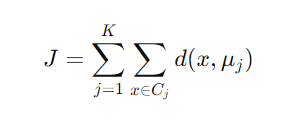 J = \sum_{j=1}^{K} \sum_{x \in C_j} d(x, \mu_j)